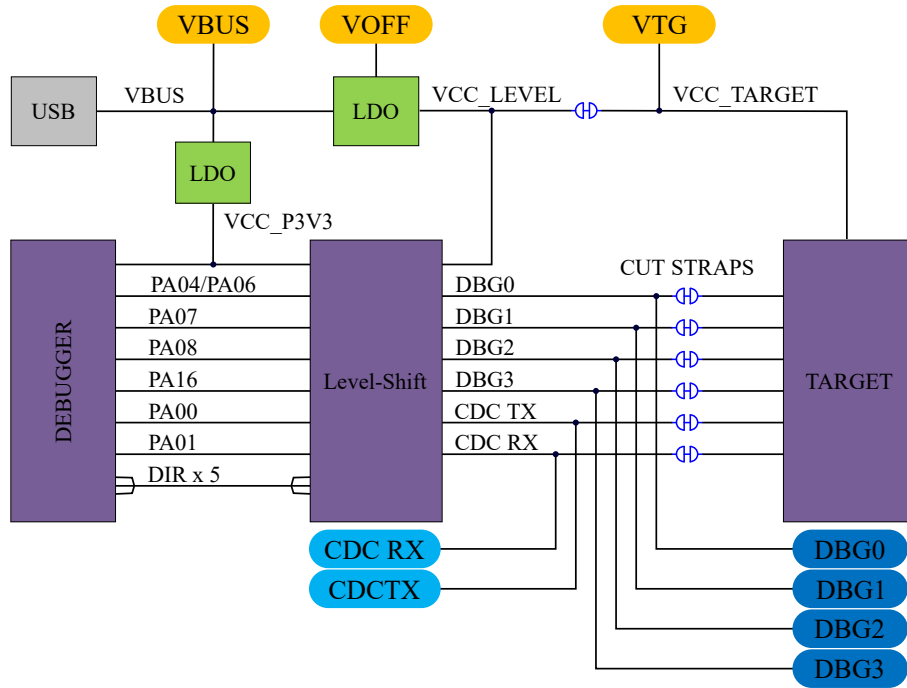 VBUS
VOFF
VTG
USB
VBUS
LDO
VCC_LEVEL
VCC_TARGET
LDO
VCC_P3V3
DEBUGGER
PA04/PA06
PA07
PA08
PA16
PA00
PA01
DIR x 5
Level-Shift
DBG0
DBG1
DBG2
DBG3
CDC TX
CDC RX
CUT STRAPS
TARGET
CDC RX
CDCTX
DBG0
DBG1
DBG2
DBG3